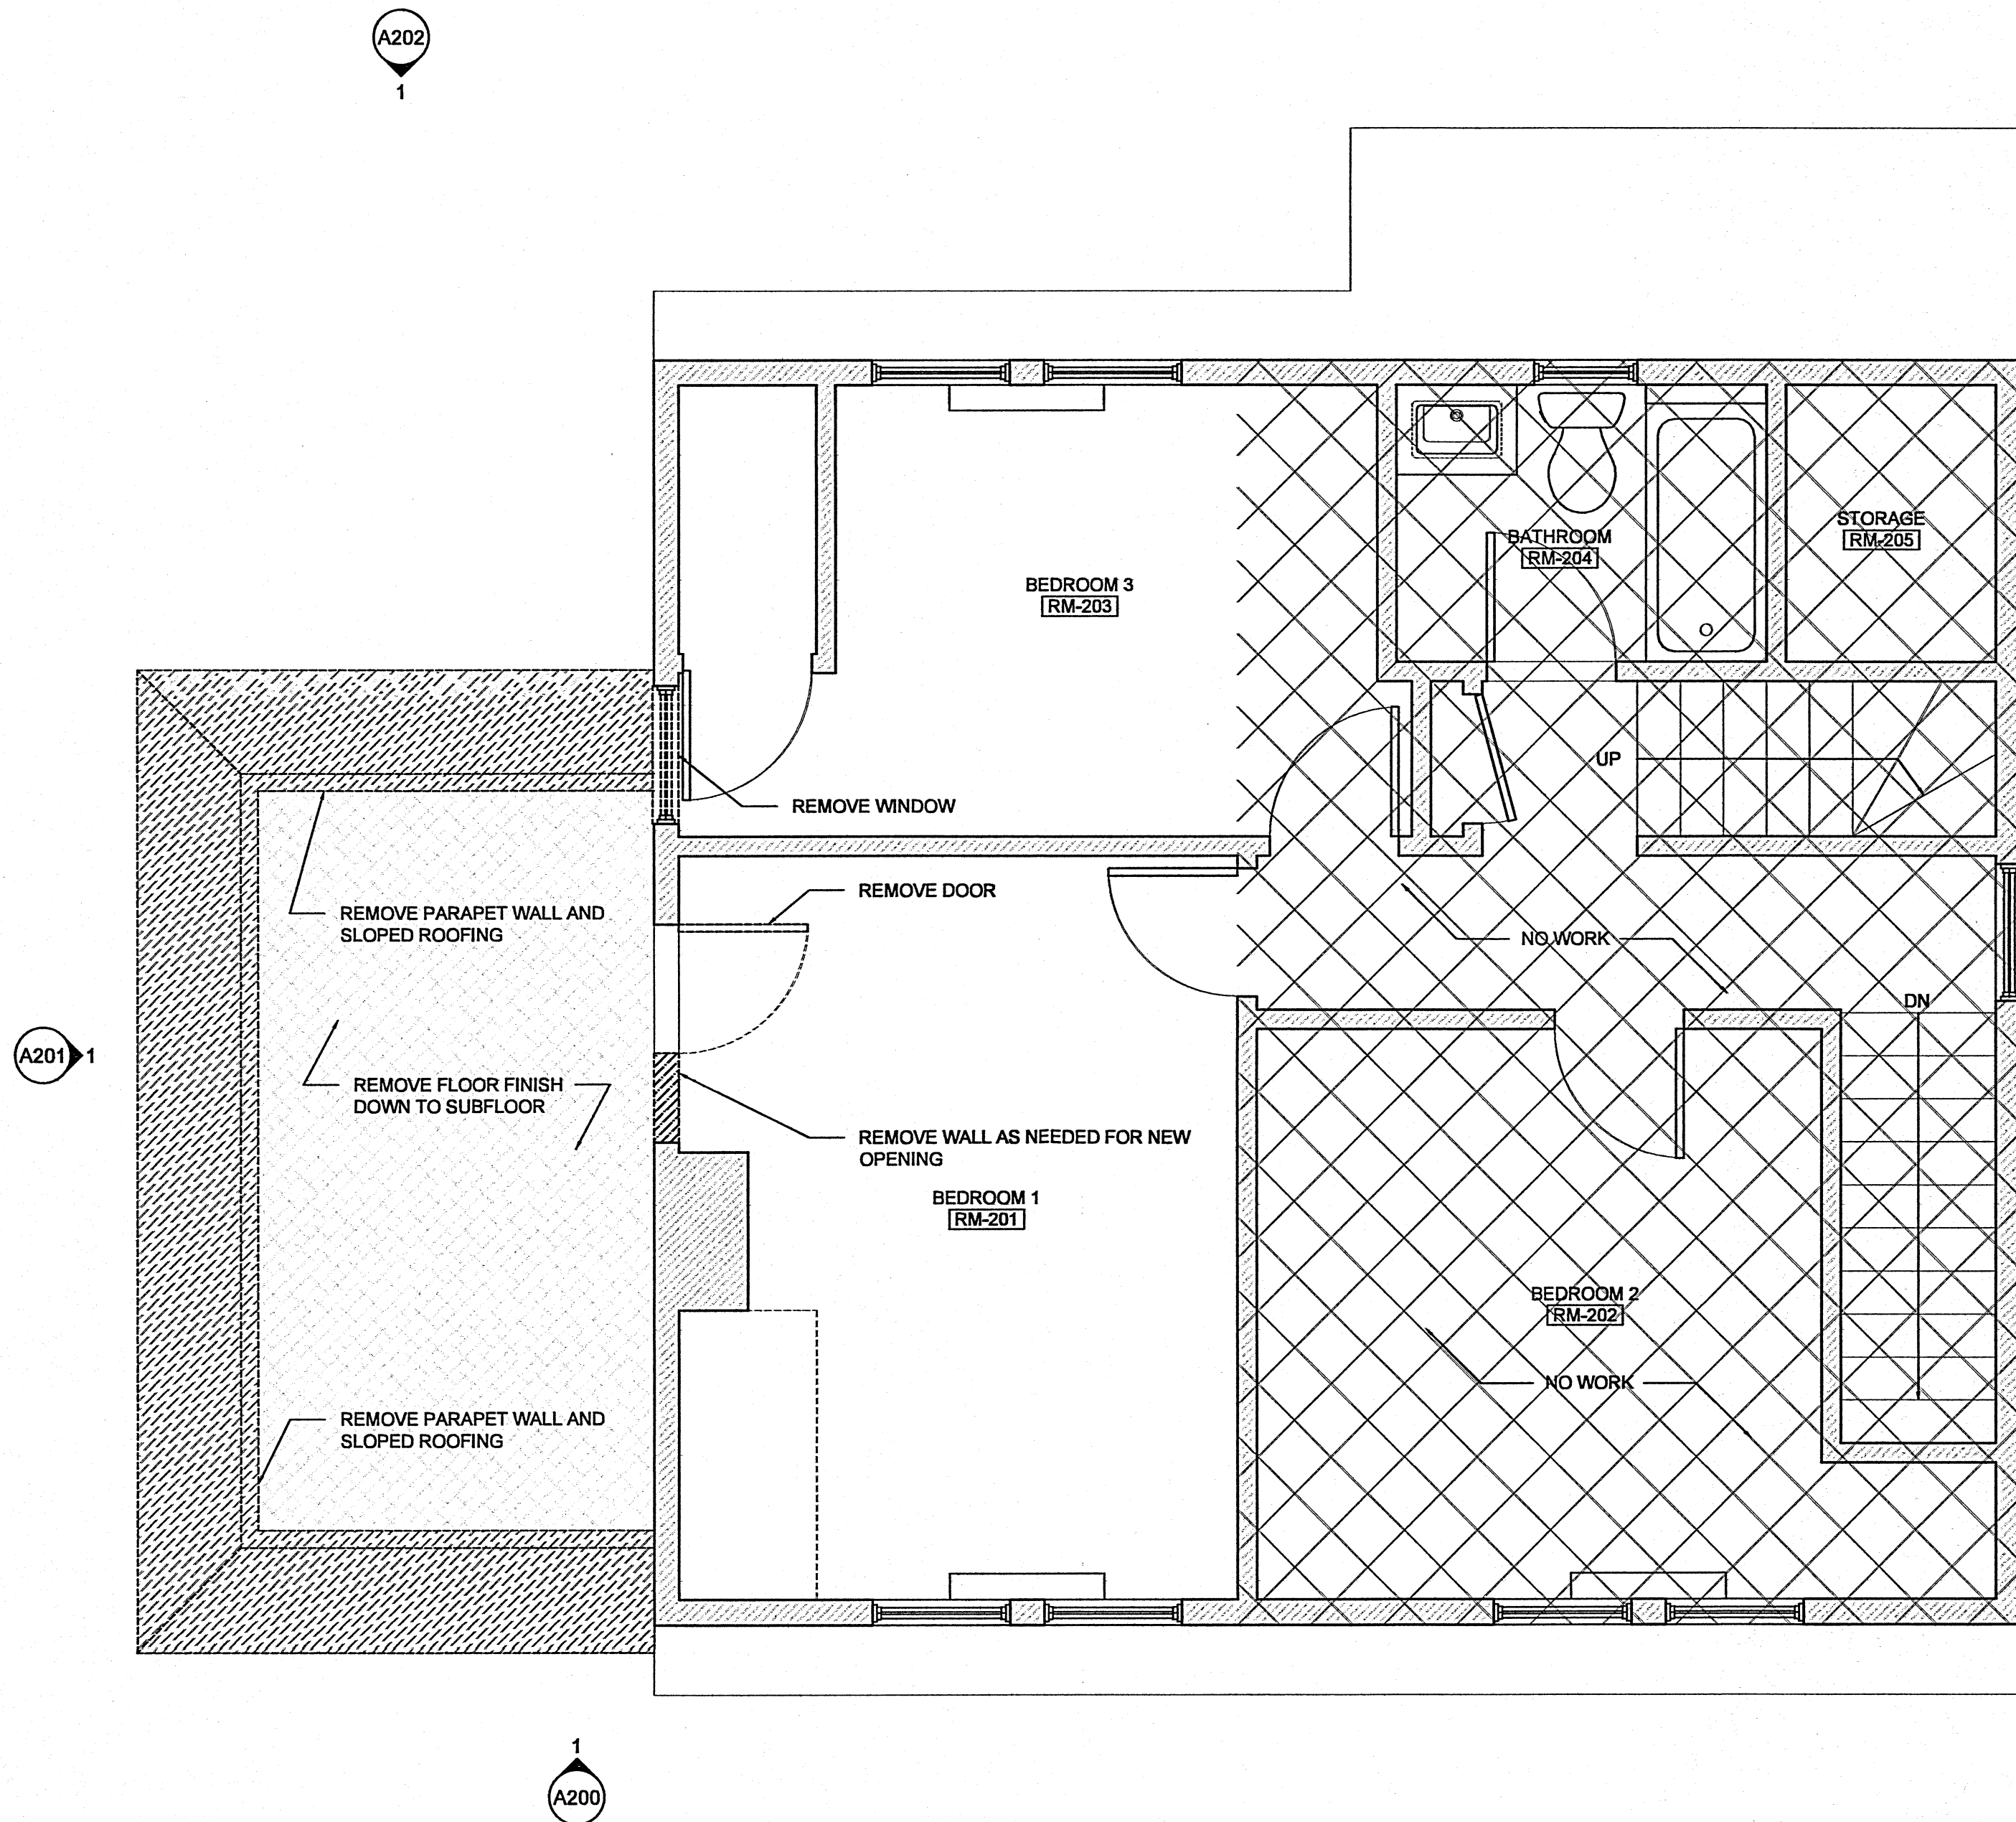 A202
1
BEDROOM 3
RM-203
BATHROOM
RM-204
STORAGE
RM-205
UP
REMOVE WINDOW
REMOVE DOOR
REMOVE PARAPET WALL AND
SLOPED ROOFING
NO WORK
DN
A201
1
REMOVE FLOOR FINISH
DOWN TO SUBFLOOR
REMOVE WALL AS NEEDED FOR NEW
OPENING
BEDROOM 1
RM-201
BEDROOM 2
RM-202
NO WORK
REMOVE PARAPET WALL AND
SLOPED ROOFING
1
A200